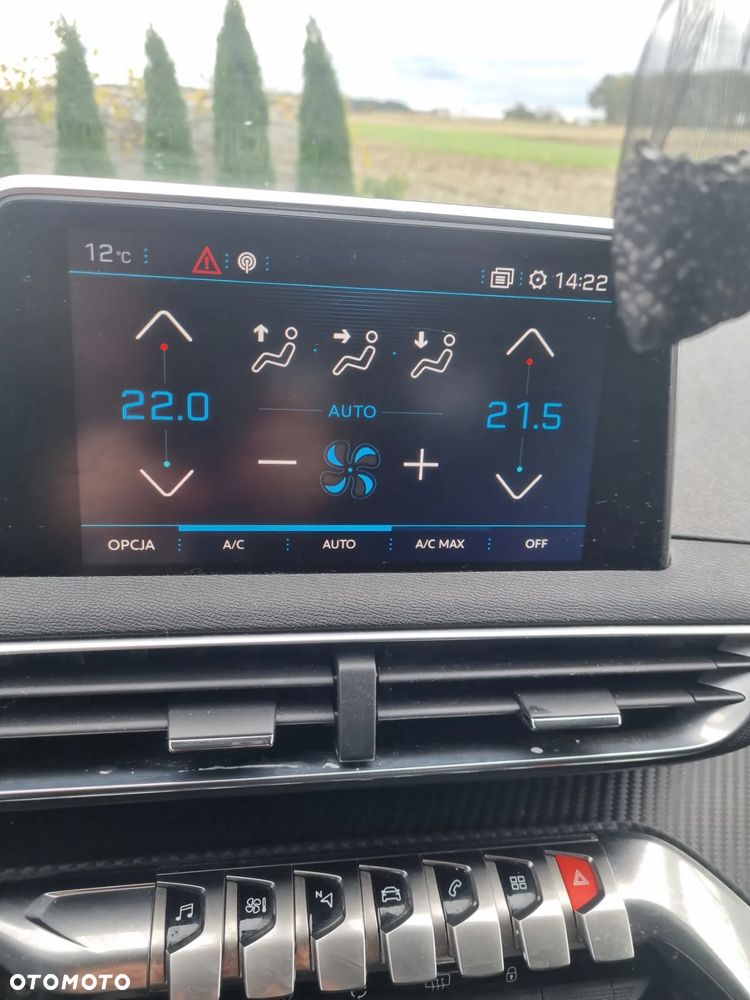 12°C 14:22
22.0 AUTO 21.5
OPCJA A/C AUTO A/C MAX OFF
N
OTOMOTO